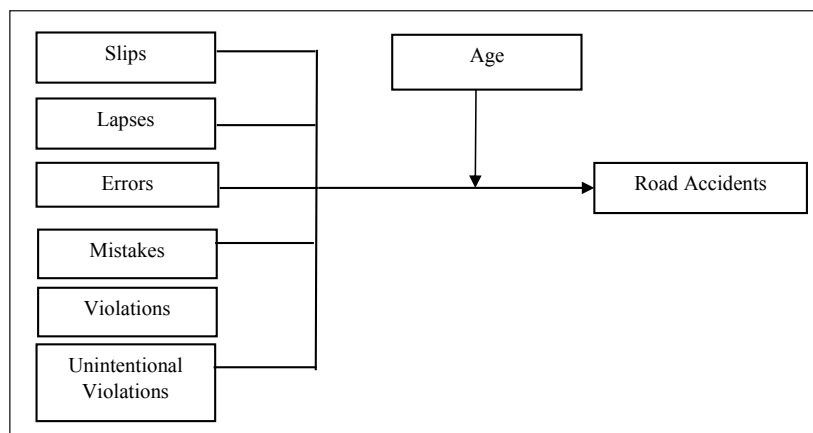 Slips
Age
Lapses
Errors
Road Accidents
Mistakes
Violations
Unintentional
Violations